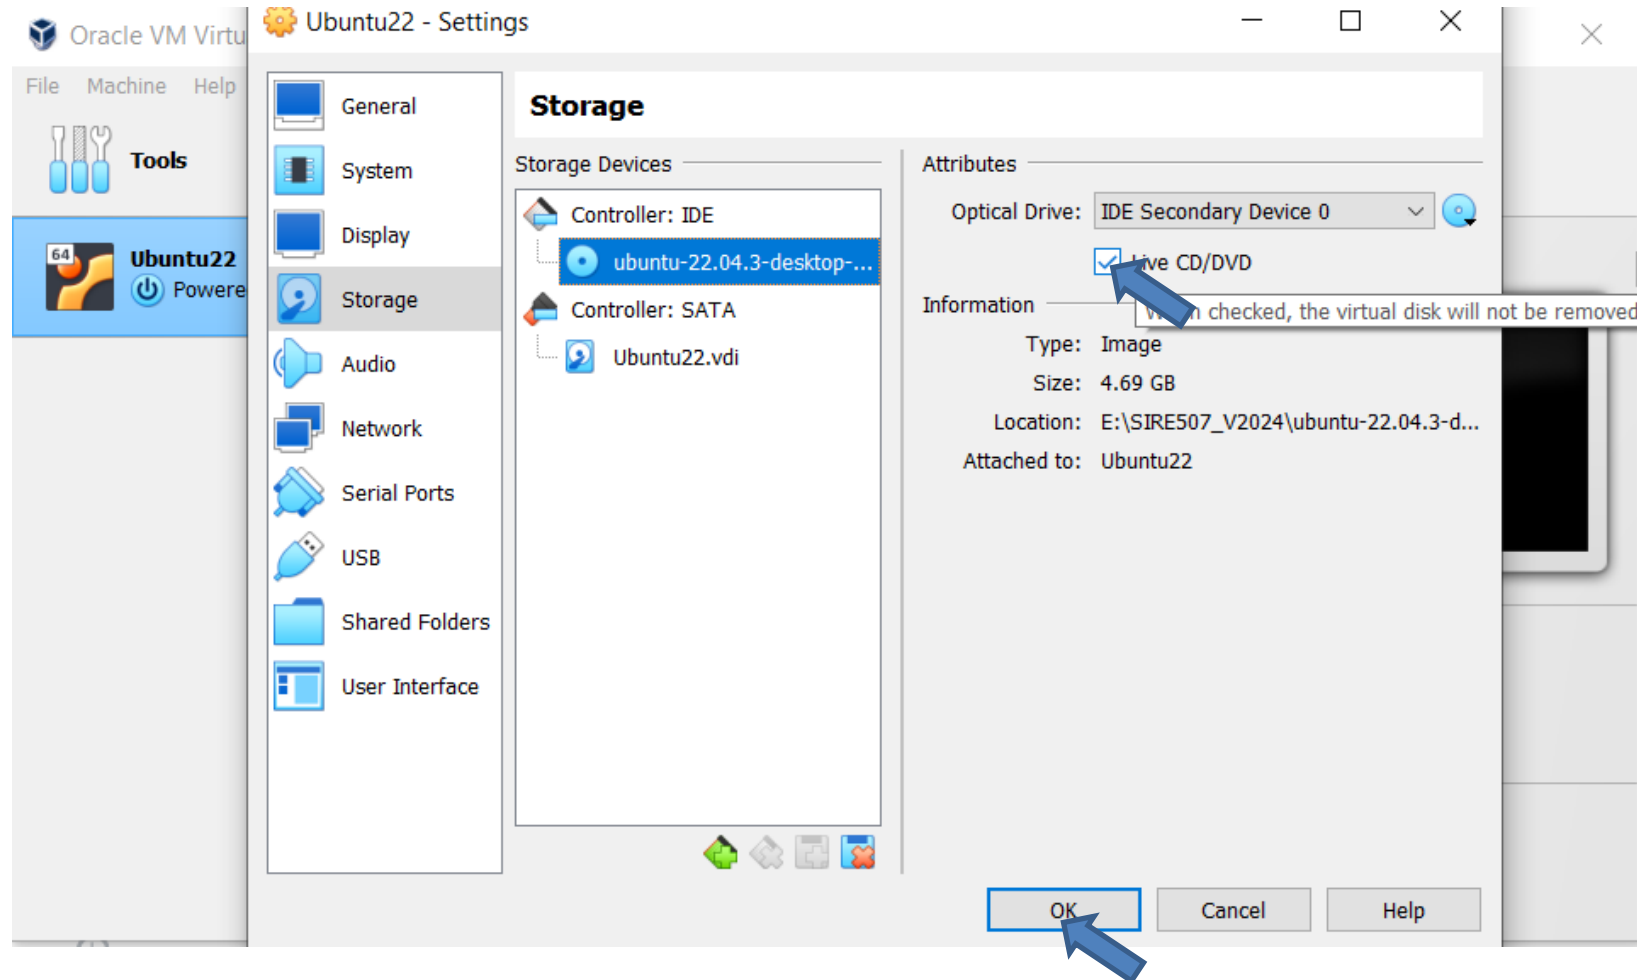 Oracle VM Virtu
File Machine Help
Tools
64
Ubuntu22
Powere
Ubuntu22 - Settings
General
System
Display
Storage
Audio
Network
Serial Ports
USB
Shared Folders
User Interface
Storage
Storage Devices
Controller: IDE
ubuntu-22.04.3-desktop-...
Controller: SATA
Ubuntu22.vdi
Attributes
Optical Drive: IDE Secondary Device 0
Live CD/DVD
Information
checked, the virtual disk will not be removed
Type: Image
Size: 4.69 GB
Location: E:\SIRE507_V2024\ubuntu-22.04.3-d...
Attached to: Ubuntu22
OK Cancel Help